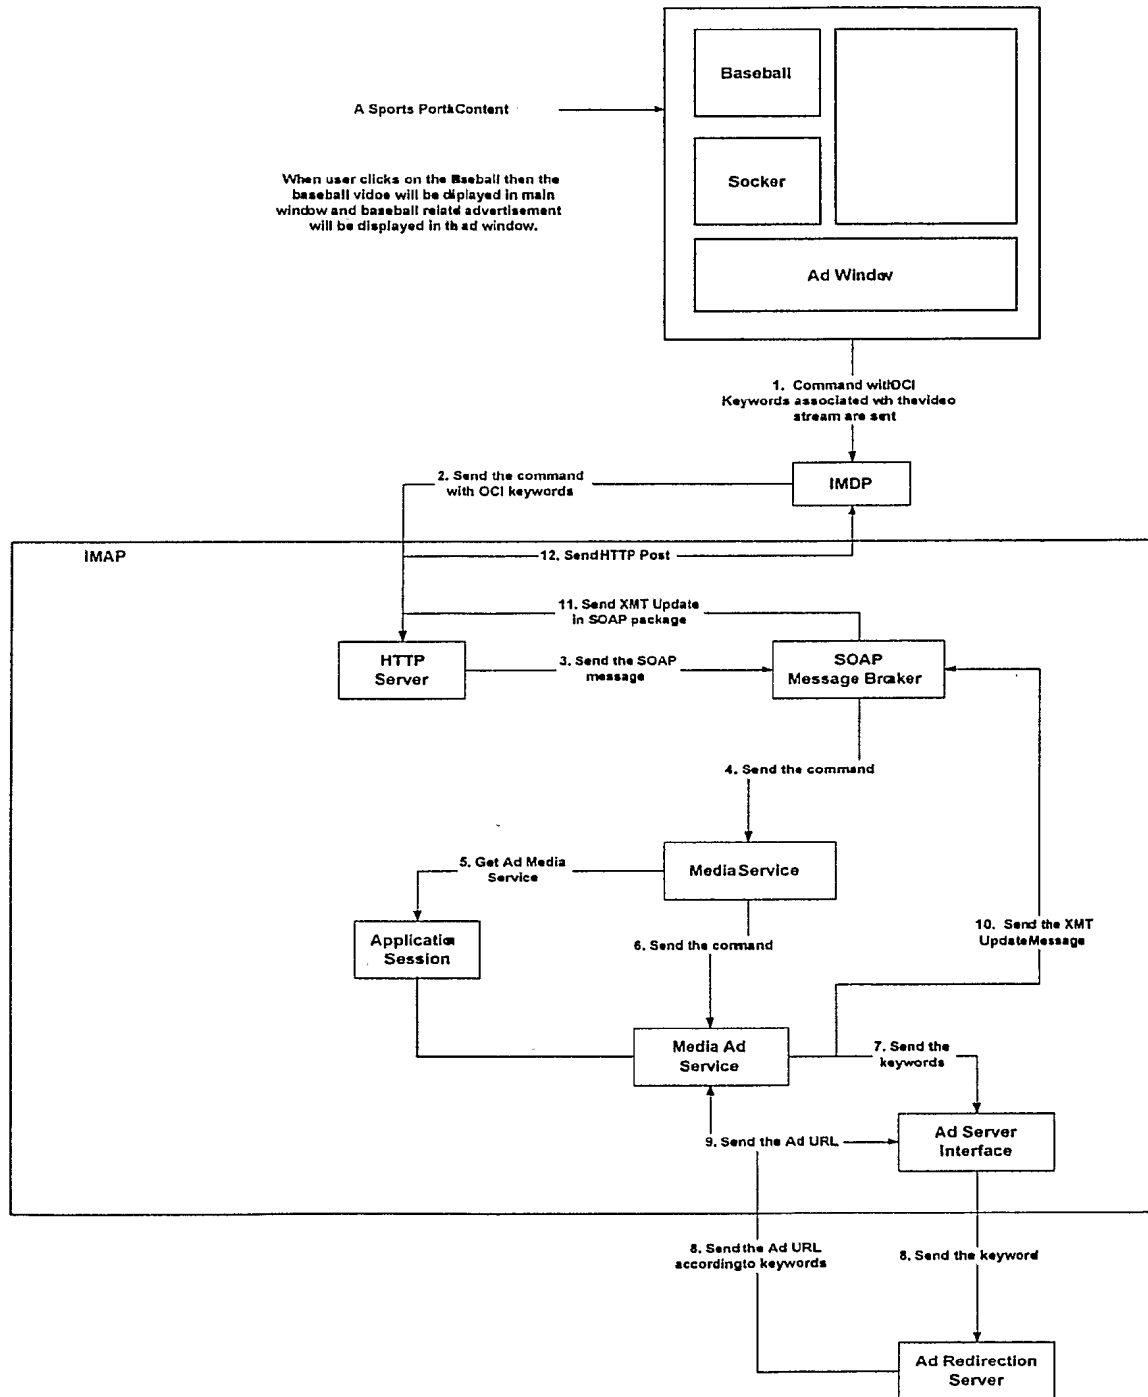 Baseball
A Sports PortalContent
When user clicks on the Bseball then the
baseball vidoe will be diplayed in main
window and baseball relatd advertisement
will be displayed in th ad window.
Socker
Ad Window
1. Command withOCI
Keywords associated wth thevideo
stream are sent
2. Send the command
with OCI keywords
IMDP
IMAP
12. SendHTTP Post
11. Send XMT Update
in SOAP package
HTTP
Server
3. Send the SOAP
message
SOAP
Message Broker
4. Send the command
5. Get Ad Media
Service
MediaService
Application
Session
6. Send the command
10. Send the XMT
UpdateMessage
Media Ad
Service
7. Send the
keywords
9. Send the Ad URL
Ad Server
Interface
8. Send the Ad URL
accordingto keywords
8. Send the keyword
Ad Redirection
Server